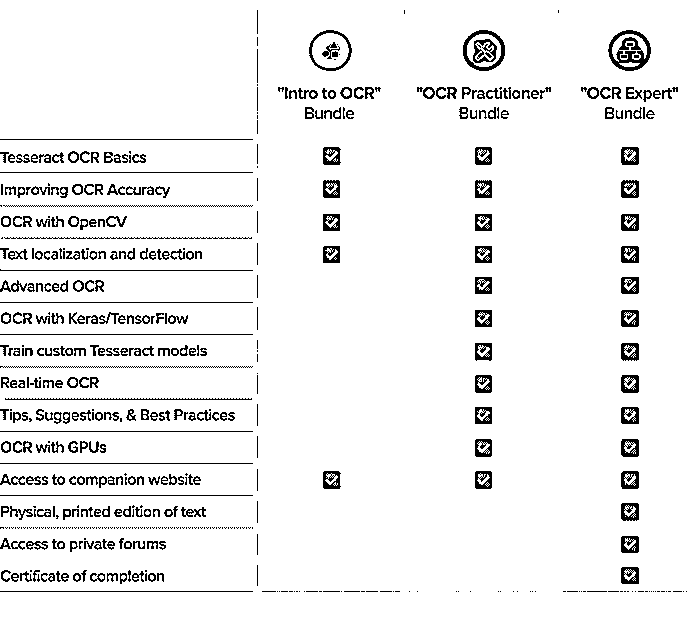 "Intro to OCR" "OCR Practitioner" "OCR Expert"
Bundle Bundle Bundle
Tesseract OCR Basics
Improving OCR Accuracy
OCR with OpenCV
Text localization and detection
Advanced OCR
OCR with Keras/TensorFlow
Train custom Tesseract models
Real-time OCR
Tips, Suggestions, & Best Practices
OCR with GPUs
Access to companion website
Physical, printed edition of text
Access to private forums
Certificate of completion